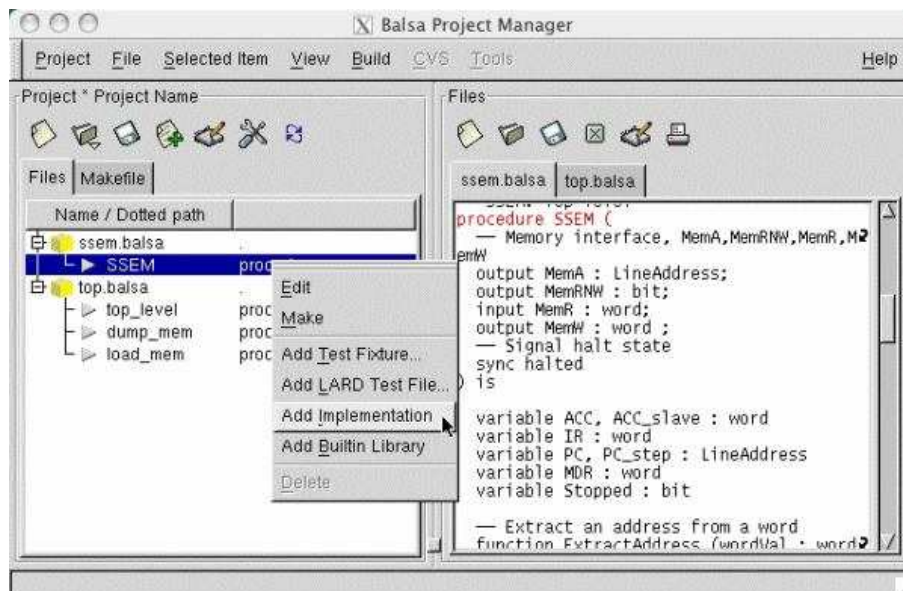 Balsa Project Manager
Project File Selected Item View Build CVS Tools Help
Project * Project Name
Files Makefile
Name / Dotted path
ssem.balsa .
SSEM proc
top.balsa .
top_level proc
dump_mem proc
load_mem proc
Edit
Make
Add Test Fixture...
Add LARD Test File...
Add Implementation
Add Builtin Library
Delete
Files
ssem.balsa top.balsa
procedure SSEM (
— Memory interface, MemA,MemRNW,MemR,M
emW
output MemA : LineAddress;
output MemRNW : bit;
input MemR : word;
output MemW : word ;
— Signal halt state
sync halted
) is
variable ACC, ACC_slave : word
variable IR : word
variable PC, PC_step : LineAddress
variable MDR : word
variable Stopped : bit
— Extract an address from a word
function ExtractAddress (wordVal : word